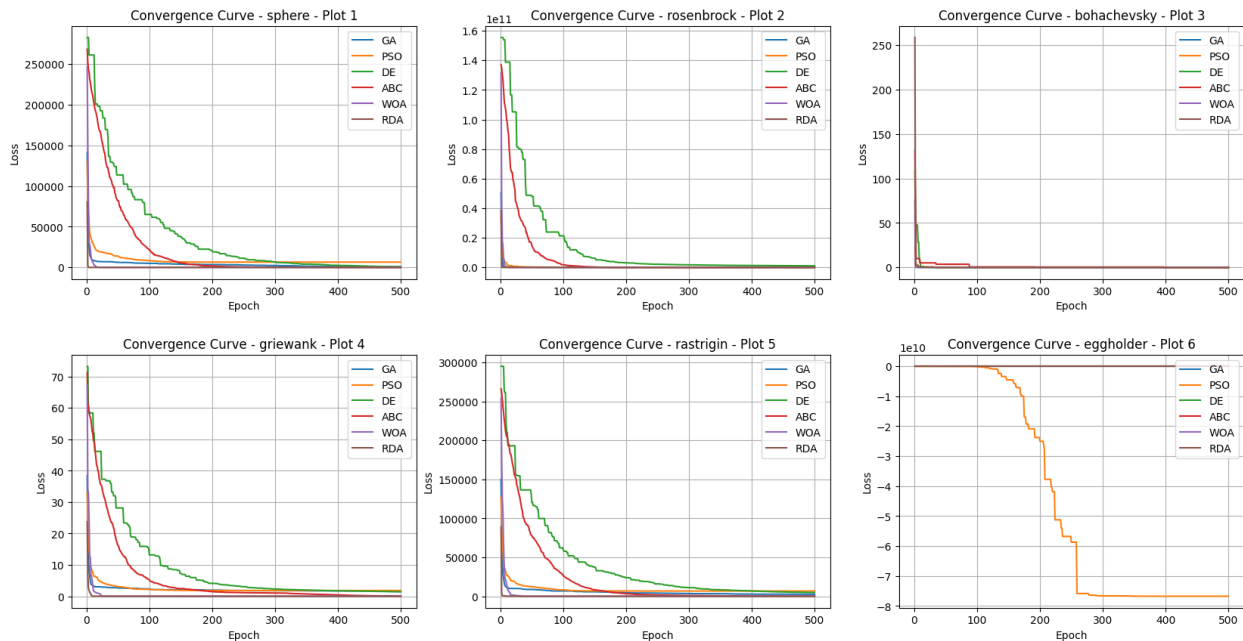 Convergence Curve - sphere - Plot 1
GA
PSO
DE
ABC
WOA
RDA
250000
200000
150000
100000
50000
0
Loss
0 100 200 300 400 500
Epoch
Convergence Curve - rosenbrock - Plot 2
1e11
GA
PSO
DE
ABC
WOA
RDA
1.6
1.4
1.2
1.0
0.8
0.6
0.4
0.2
0.0
Loss
0 100 200 300 400 500
Epoch
Convergence Curve - bohachevsky - Plot 3
GA
PSO
DE
ABC
WOA
RDA
250
200
150
100
50
0
Loss
0 100 200 300 400 500
Epoch
Convergence Curve - griewank - Plot 4
GA
PSO
DE
ABC
WOA
RDA
70
60
50
40
30
20
10
0
Loss
0 100 200 300 400 500
Epoch
Convergence Curve - rastrigin - Plot 5
GA
PSO
DE
ABC
WOA
RDA
300000
250000
200000
150000
100000
50000
0
Loss
0 100 200 300 400 500
Epoch
Convergence Curve - eggholder - Plot 6
1e10
GA
PSO
DE
ABC
WOA
RDA
0
−1
−2
−3
−4
−5
−6
−7
−8
Loss
0 100 200 300 400 500
Epoch